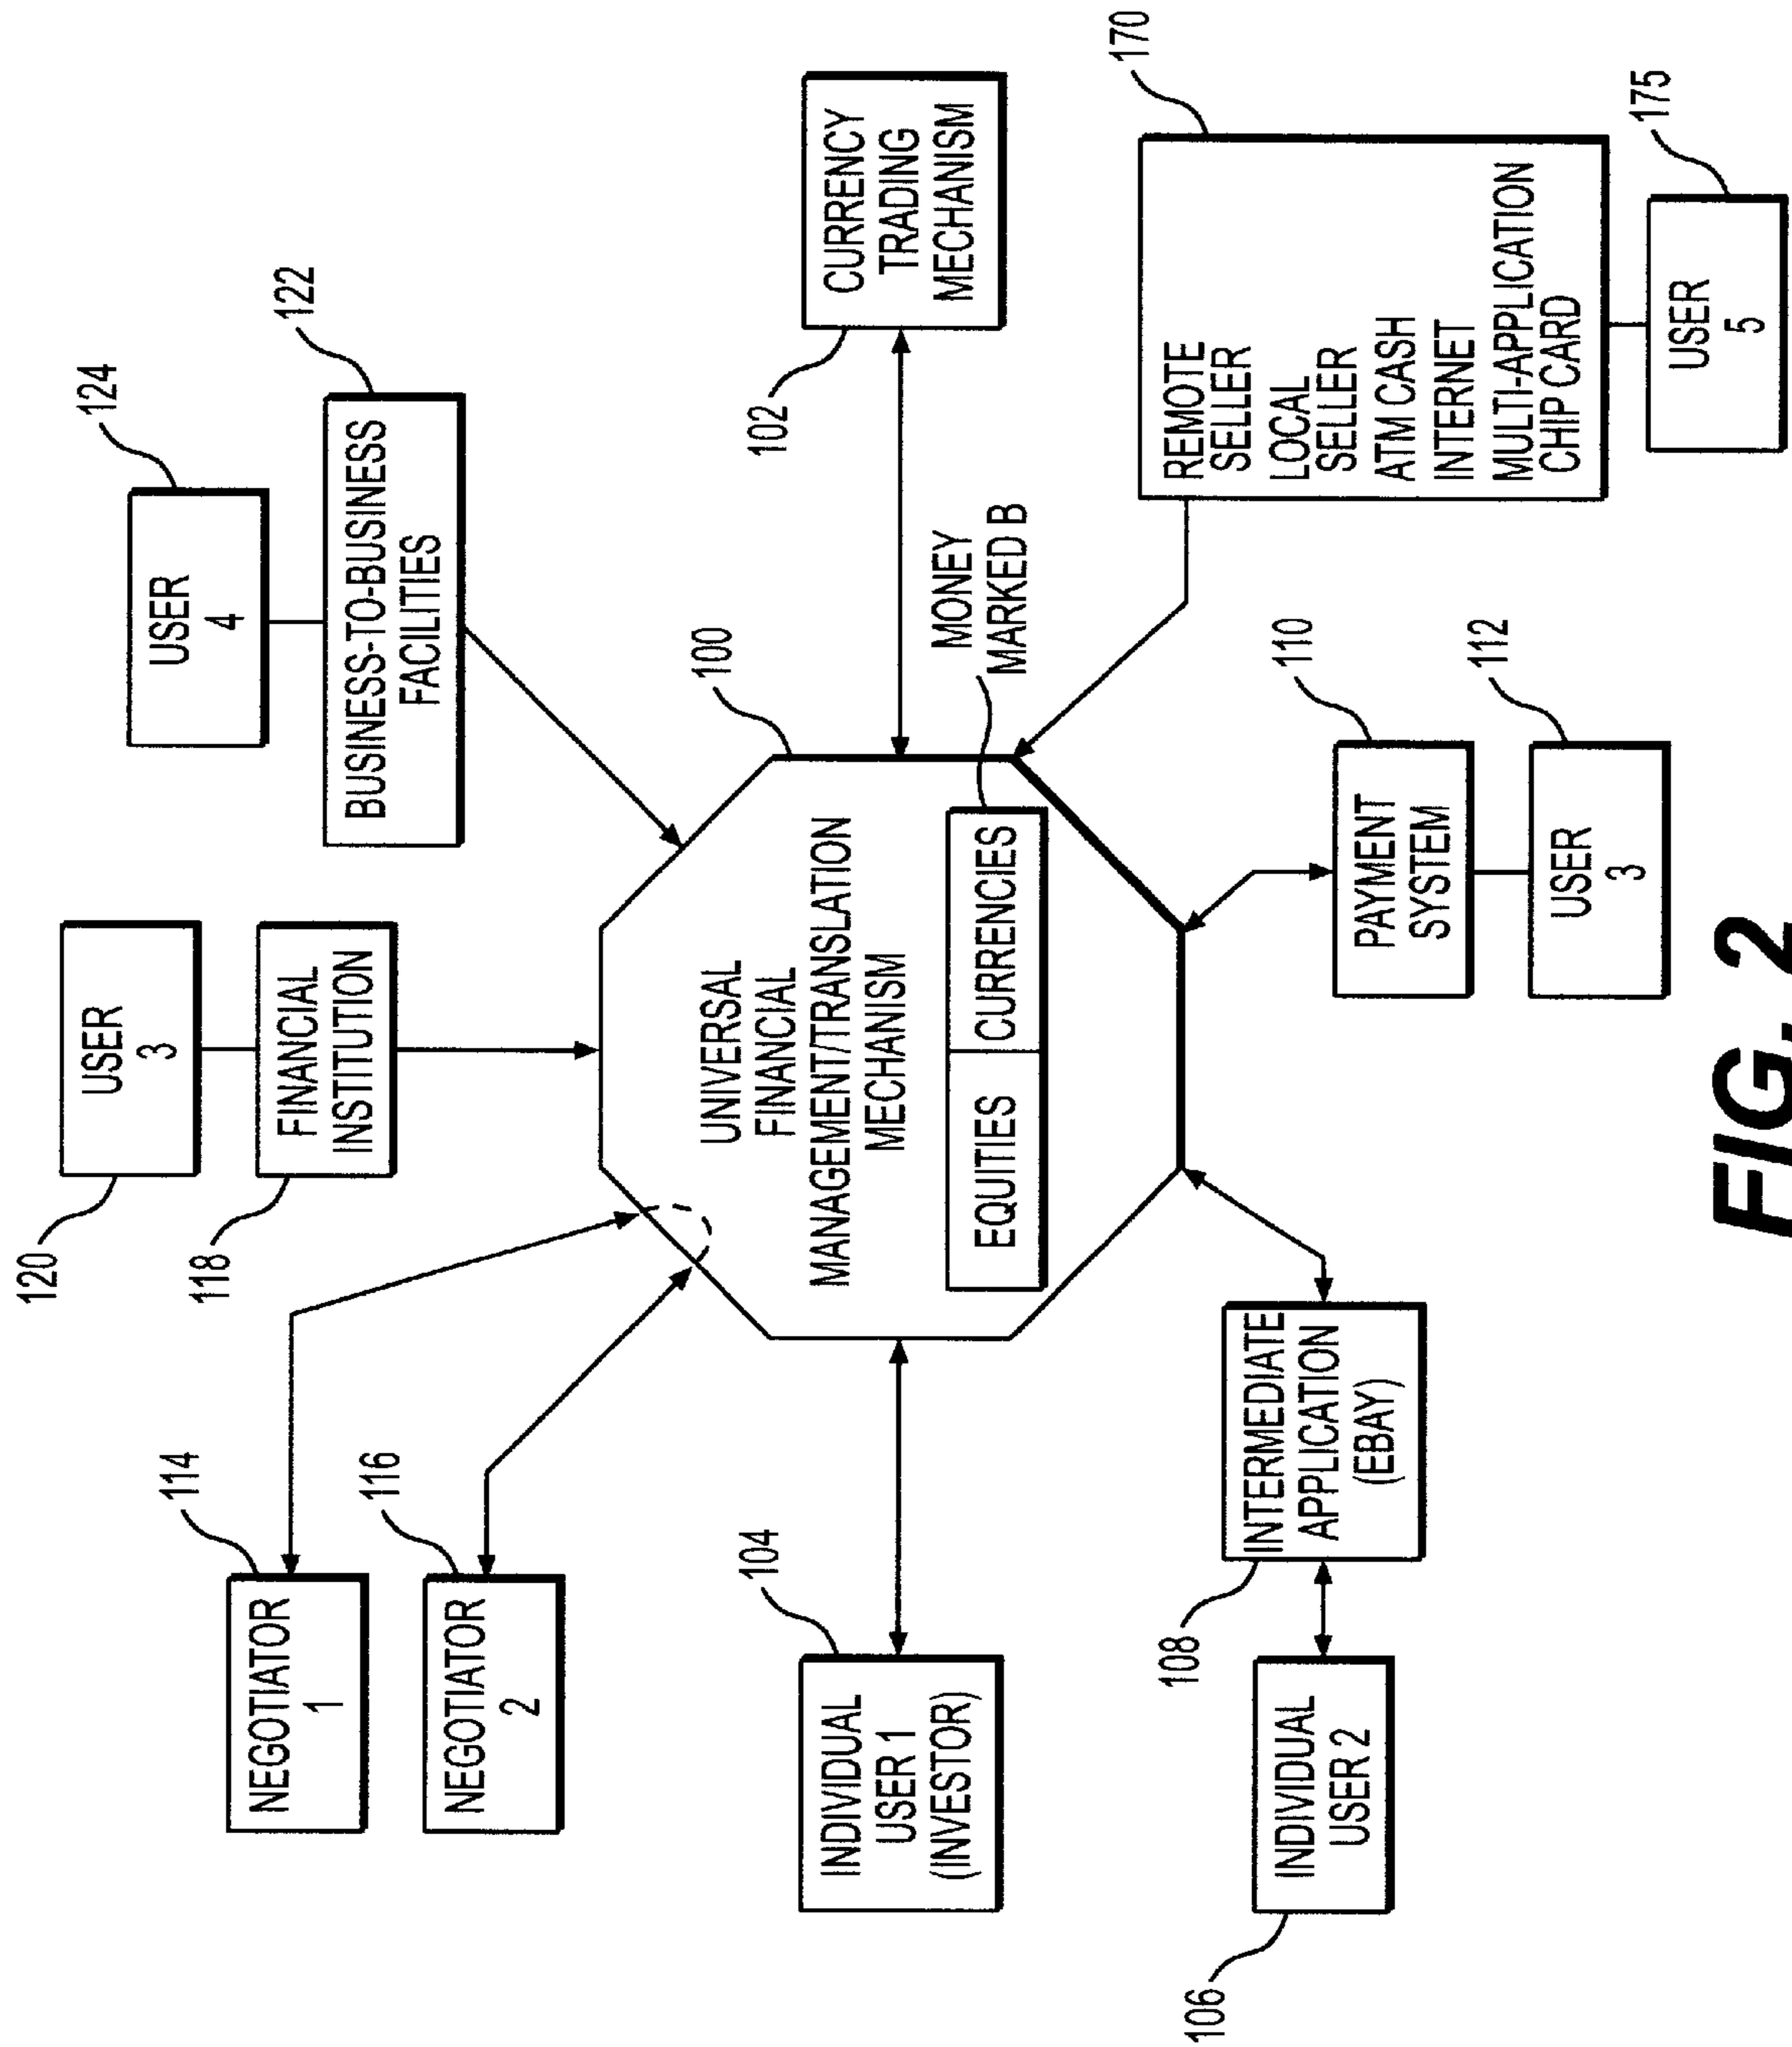 120
USER
3
118
FINANCIAL
INSTITUTION
124
USER
4
122
BUSINESS-TO-BUSINESS
FACILITIES
114
NEGOTIATOR
1
116
NEGOTIATOR
2
100
UNIVERSAL
FINANCIAL
MANAGEMENT/TRANSLATION
MECHANISM
EQUITIES
CURRENCIES
MONEY
MARKED B
102
CURRENCY
TRADING
MECHANISM
104
INDIVIDUAL
USER 1
(INVESTOR)
106
INDIVIDUAL
USER 2
108
INTERMEDIATE
APPLICATION
(EBAY)
110
PAYMENT
SYSTEM
112
USER
3
170
REMOTE
SELLER
LOCAL
SELLER
ATM CASH
INTERNET
MULTI-APPLICATION
CHIP CARD
175
USER
5
FIG. 2